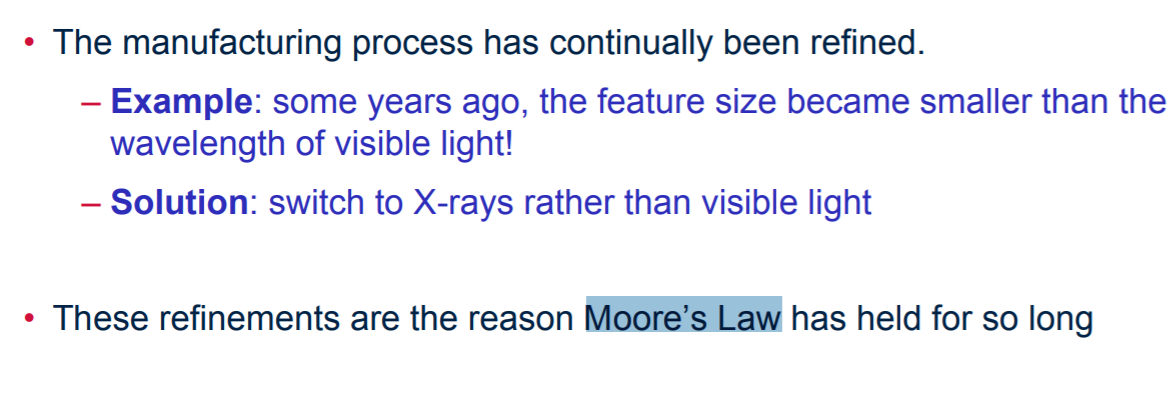 • The manufacturing process has continually been refined.
– Example: some years ago, the feature size became smaller than the
wavelength of visible light!
– Solution: switch to X-rays rather than visible light
• These refinements are the reason Moore’s Law has held for so long